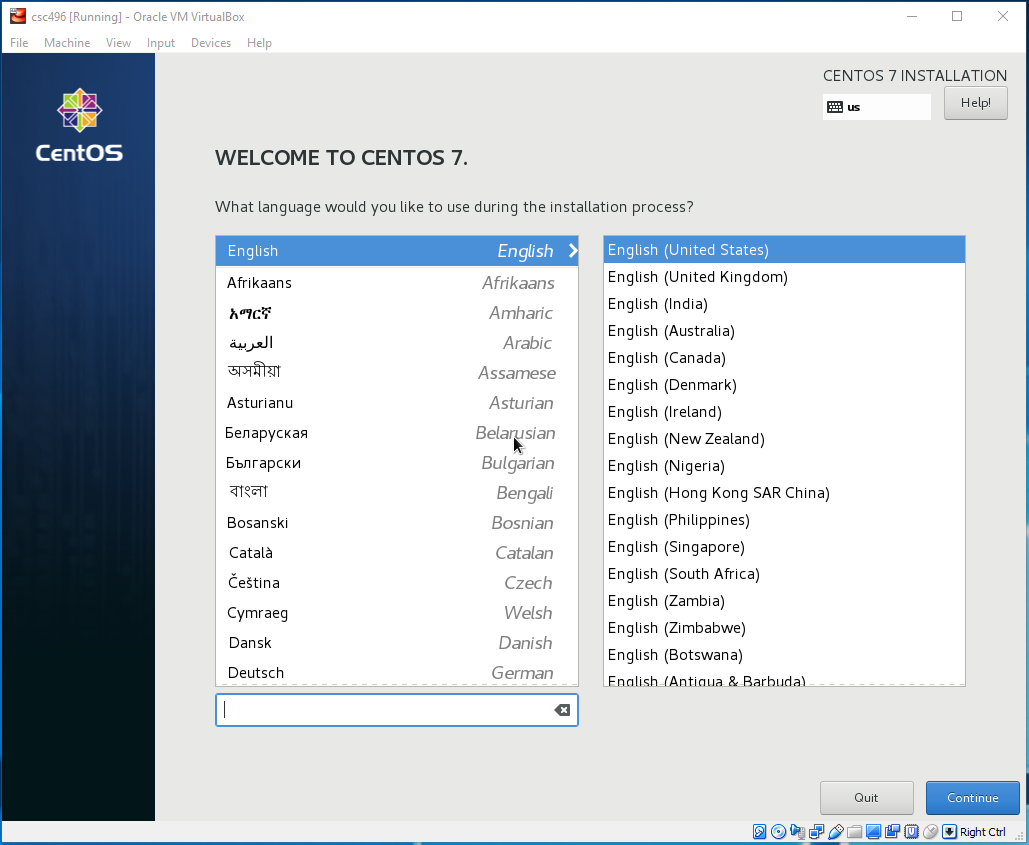 csc496 [Running] - Oracle VM VirtualBox
File Machine View Input Devices Help
CentOS
CENTOS 7 INSTALLATION
us
Help!
WELCOME TO CENTOS 7.
What language would you like to use during the installation process?
English English
Afrikaans Afrikaans
አማርኛ Amharic
العربية Arabic
অসমীয়া Assamese
Asturianu Asturian
Беларуская Belarusian
Български Bulgarian
বাংলা Bengali
Bosanski Bosnian
Català Catalan
Čeština Czech
Cymraeg Welsh
Dansk Danish
Deutsch German
English (United States)
English (United Kingdom)
English (India)
English (Australia)
English (Canada)
English (Denmark)
English (Ireland)
English (New Zealand)
English (Nigeria)
English (Hong Kong SAR China)
English (Philippines)
English (Singapore)
English (South Africa)
English (Zambia)
English (Zimbabwe)
English (Botswana)
English (Antigua & Barbuda)
Quit
Continue
Right Ctrl